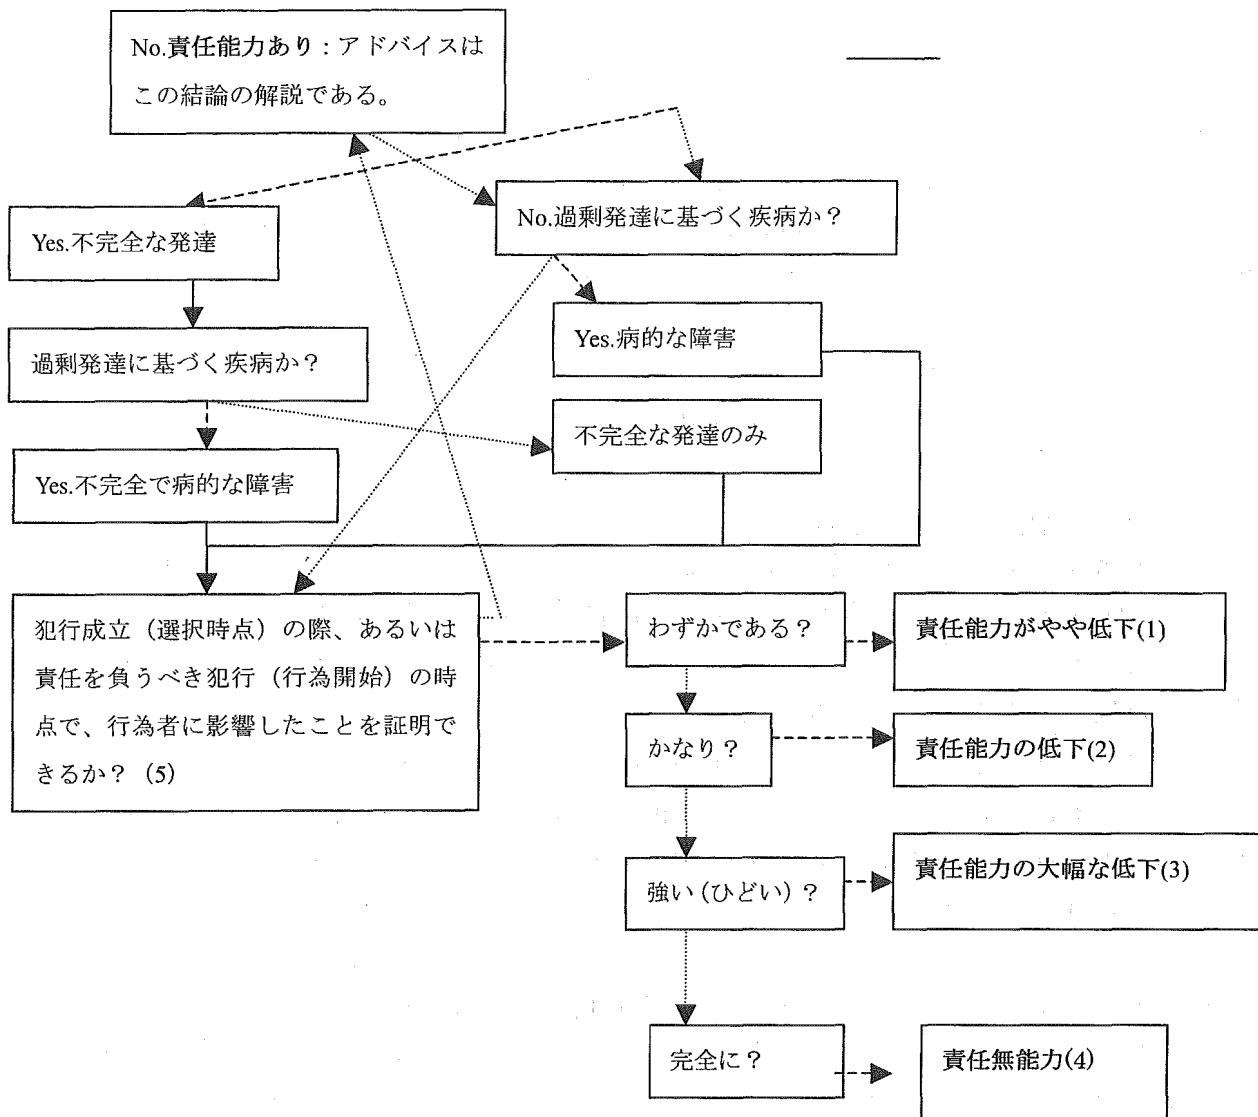 No.責任能力あり：アドバイスは
この結論の解説である。
No.過剰発達に基づく疾病か？
Yes.不完全な発達
Yes.病的な障害
過剰発達に基づく疾病か？
不完全な発達のみ
Yes.不完全で病的な障害
犯行成立（選択時点）の際、あるいは
責任を負うべき犯行（行為開始）の時
点で、行為者に影響したことを証明で
きるか？（5）
わずかである？
責任能力がやや低下(1)
かなり？
責任能力の低下(2)
強い（ひどい）？
責任能力の大幅な低下(3)
完全に？
責任無能力(4)